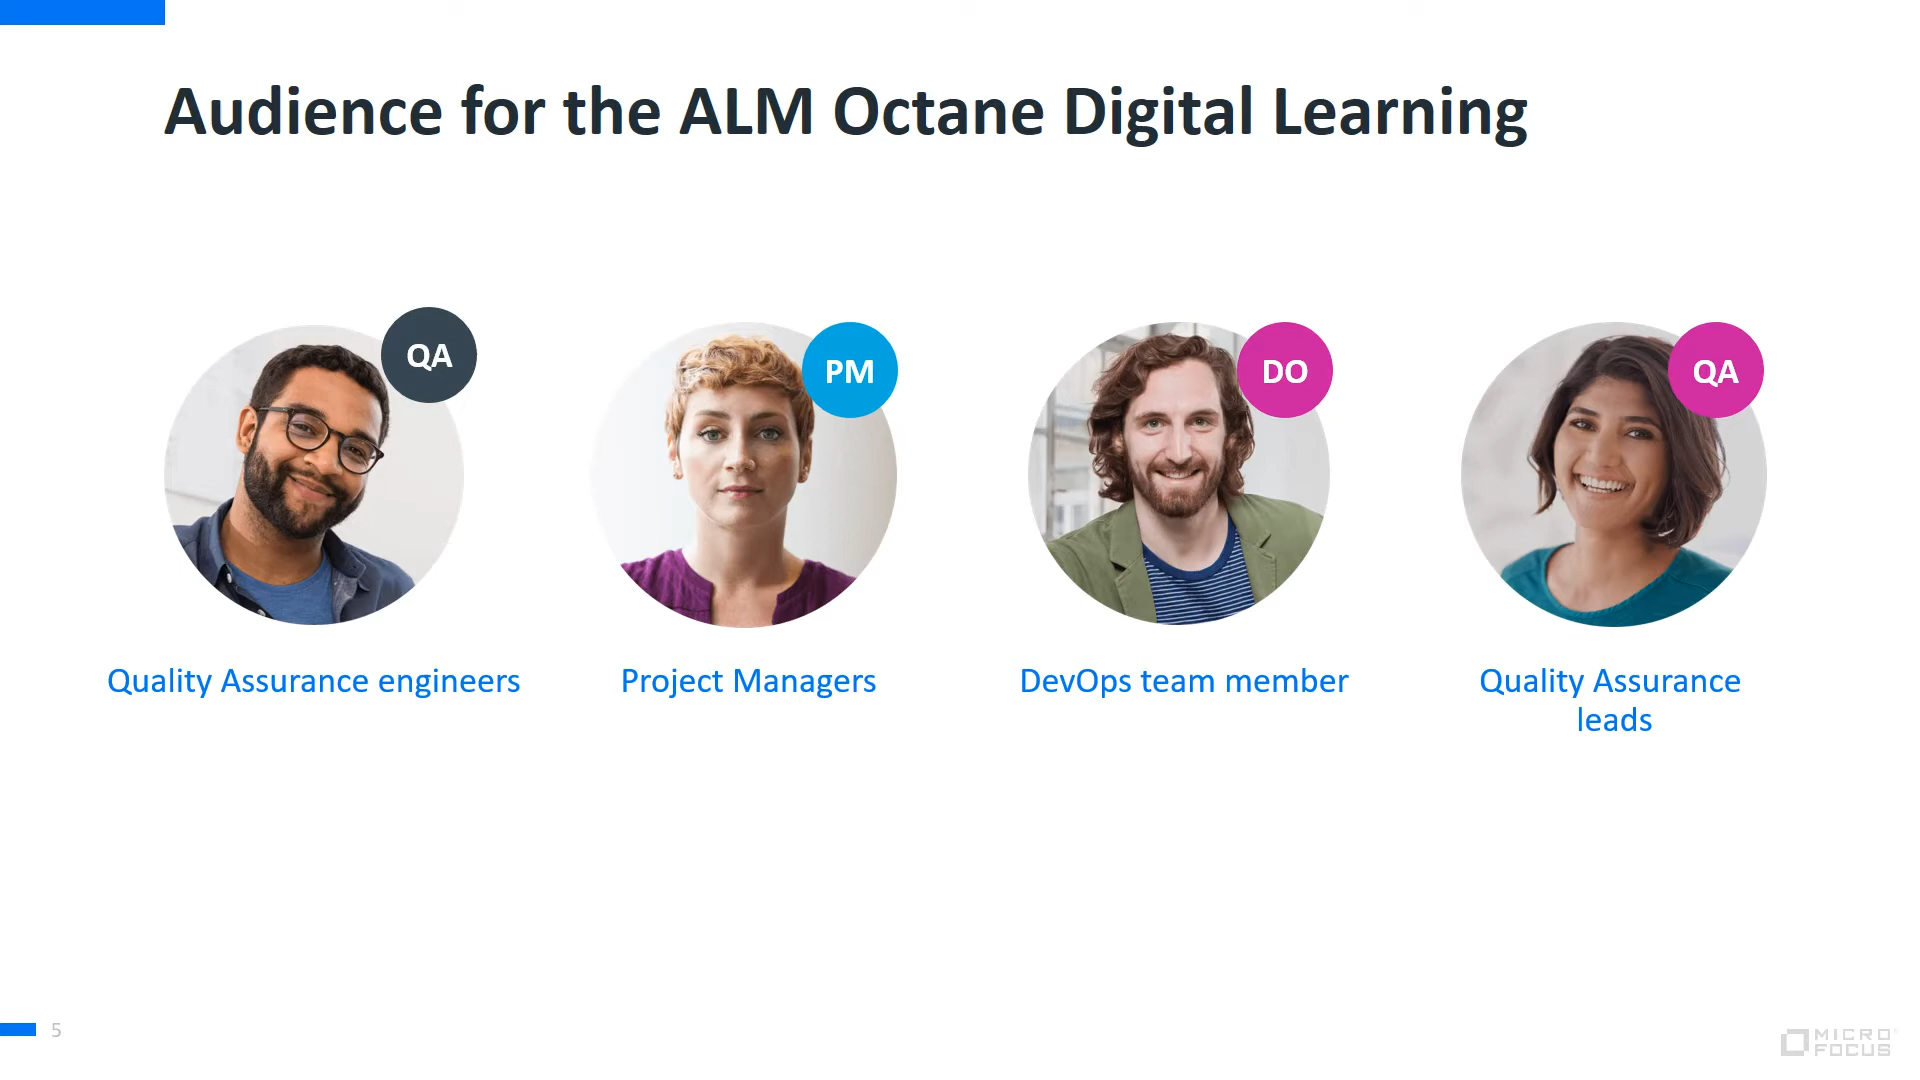 Audience for the ALM Octane Digital Learning
QA
PM
DO
QA
Quality Assurance engineers
Project Managers
DevOps team member
Quality Assurance
leads
5
MICRO
FOCUS